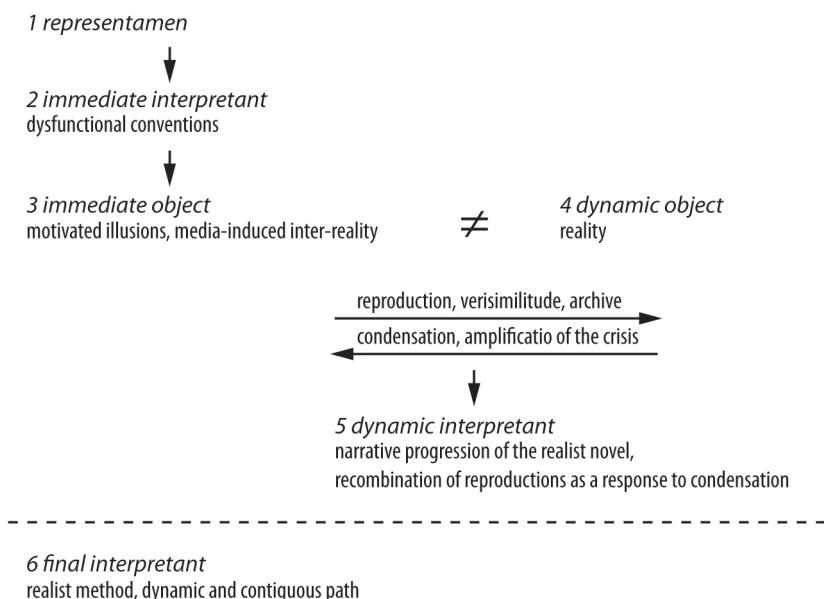 1 representamen
2 immediate interpretant
dysfunctional conventions
3 immediate object
motivated illusions, media-induced inter-reality
≠
4 dynamic object
reality
reproduction, verisimilitude, archive
condensation, amplificatio of the crisis
5 dynamic interpretant
narrative progression of the realist novel,
recombination of reproductions as a response to condensation
6 final interpretant
realist method, dynamic and contiguous path